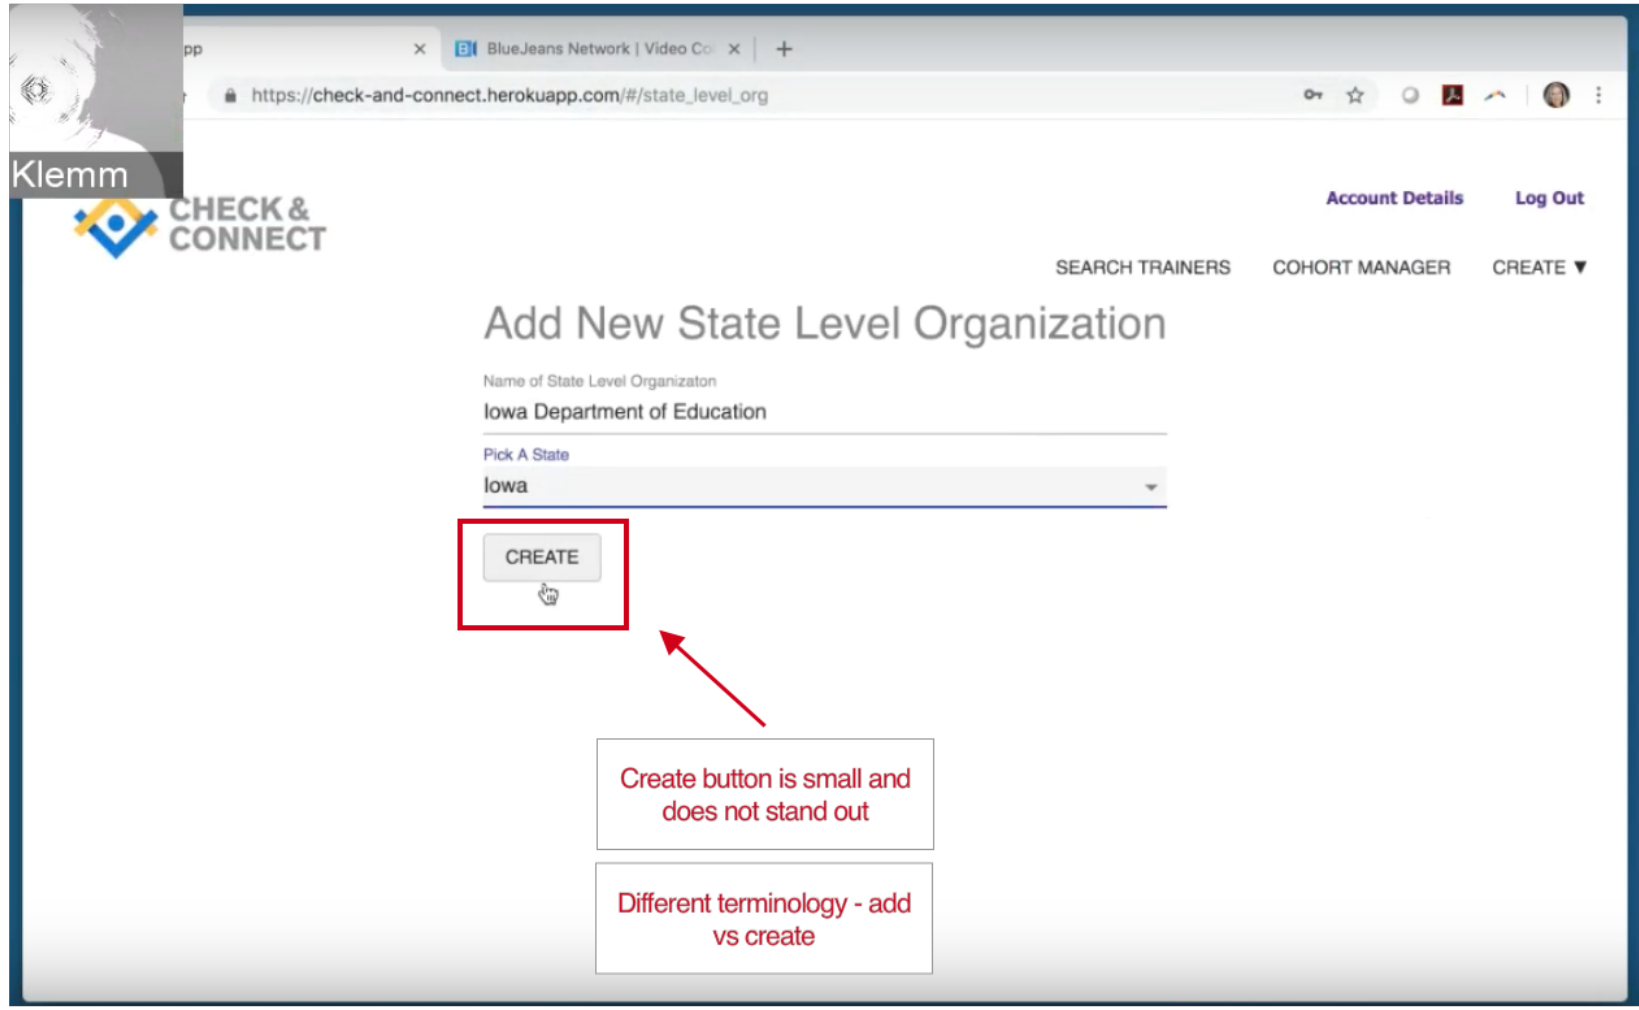 pp
BlueJeans Network | Video Co
https://check-and-connect.herokuapp.com/#/state_level_org
Klemm
CHECK &
CONNECT
Account Details
Log Out
SEARCH TRAINERS
COHORT MANAGER
CREATE ▼
Add New State Level Organization
Name of State Level Organizaton
Iowa Department of Education
Pick A State
Iowa
CREATE
Create button is small and
does not stand out
Different terminology - add
vs create